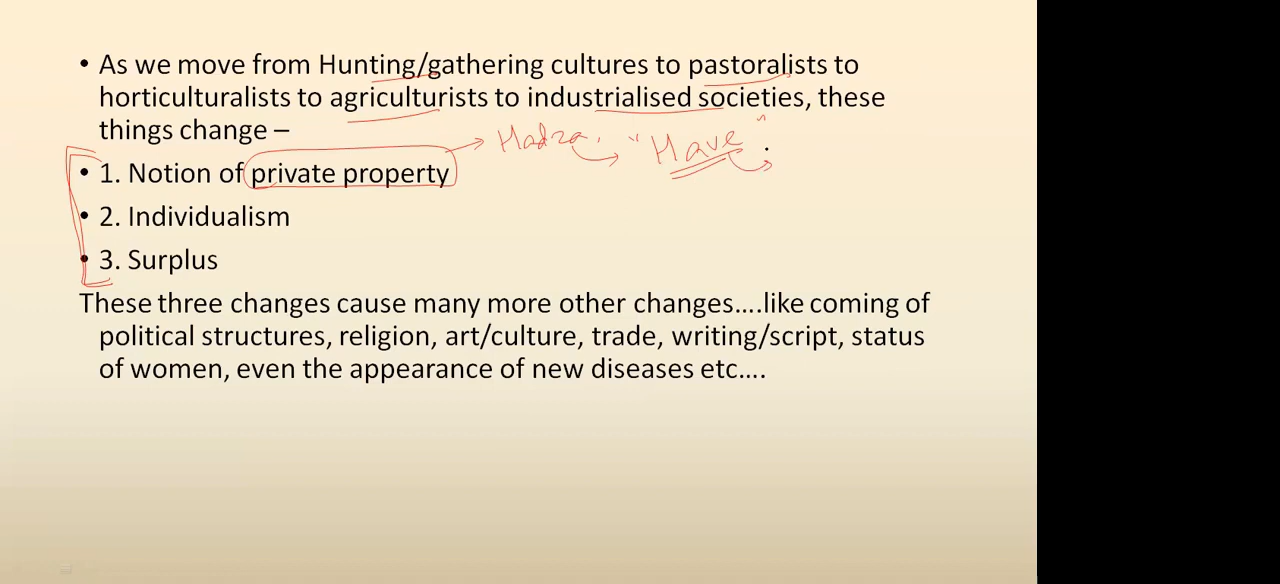 • As we move from Hunting/gathering cultures to pastoralists to
horticulturalists to agriculturists to industrialised societies, these
things change –
Hadza. "Have".
• 1. Notion of private property
• 2. Individualism
• 3. Surplus
These three changes cause many more other changes....like coming of
political structures, religion, art/culture, trade, writing/script, status
of women, even the appearance of new diseases etc....